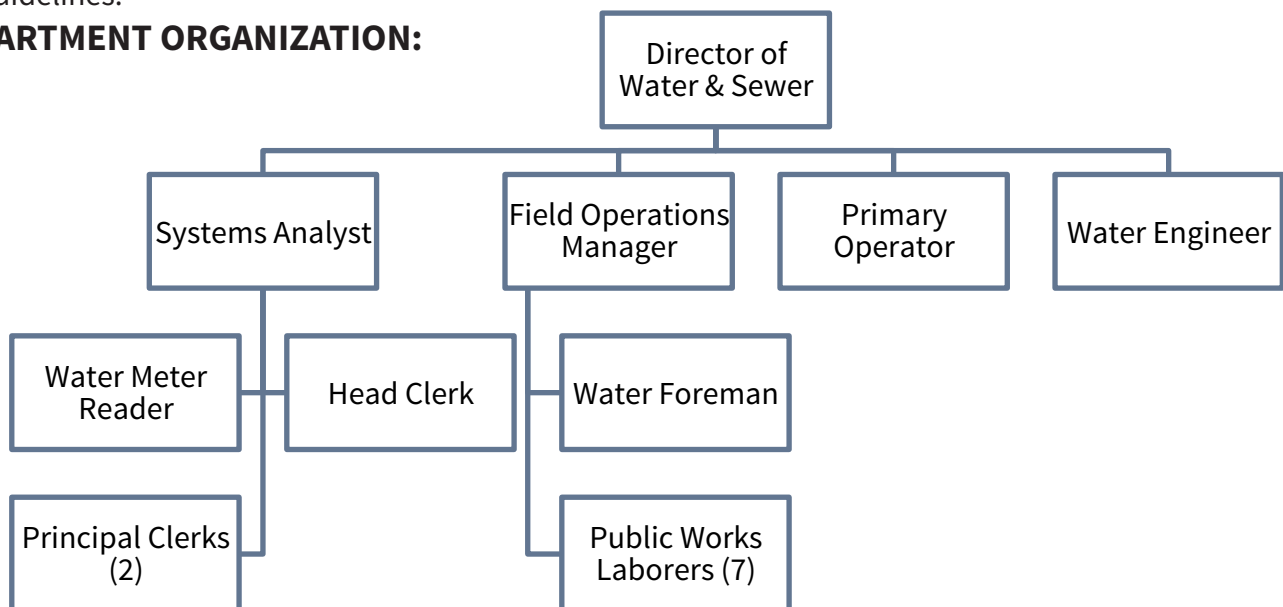 ARTMENT ORGANIZATION:
Director of
Water & Sewer
Systems Analyst
Field Operations
Manager
Primary
Operator
Water Engineer
Water Meter
Reader
Head Clerk
Water Foreman
Principal Clerks
(2)
Public Works
Laborers (7)